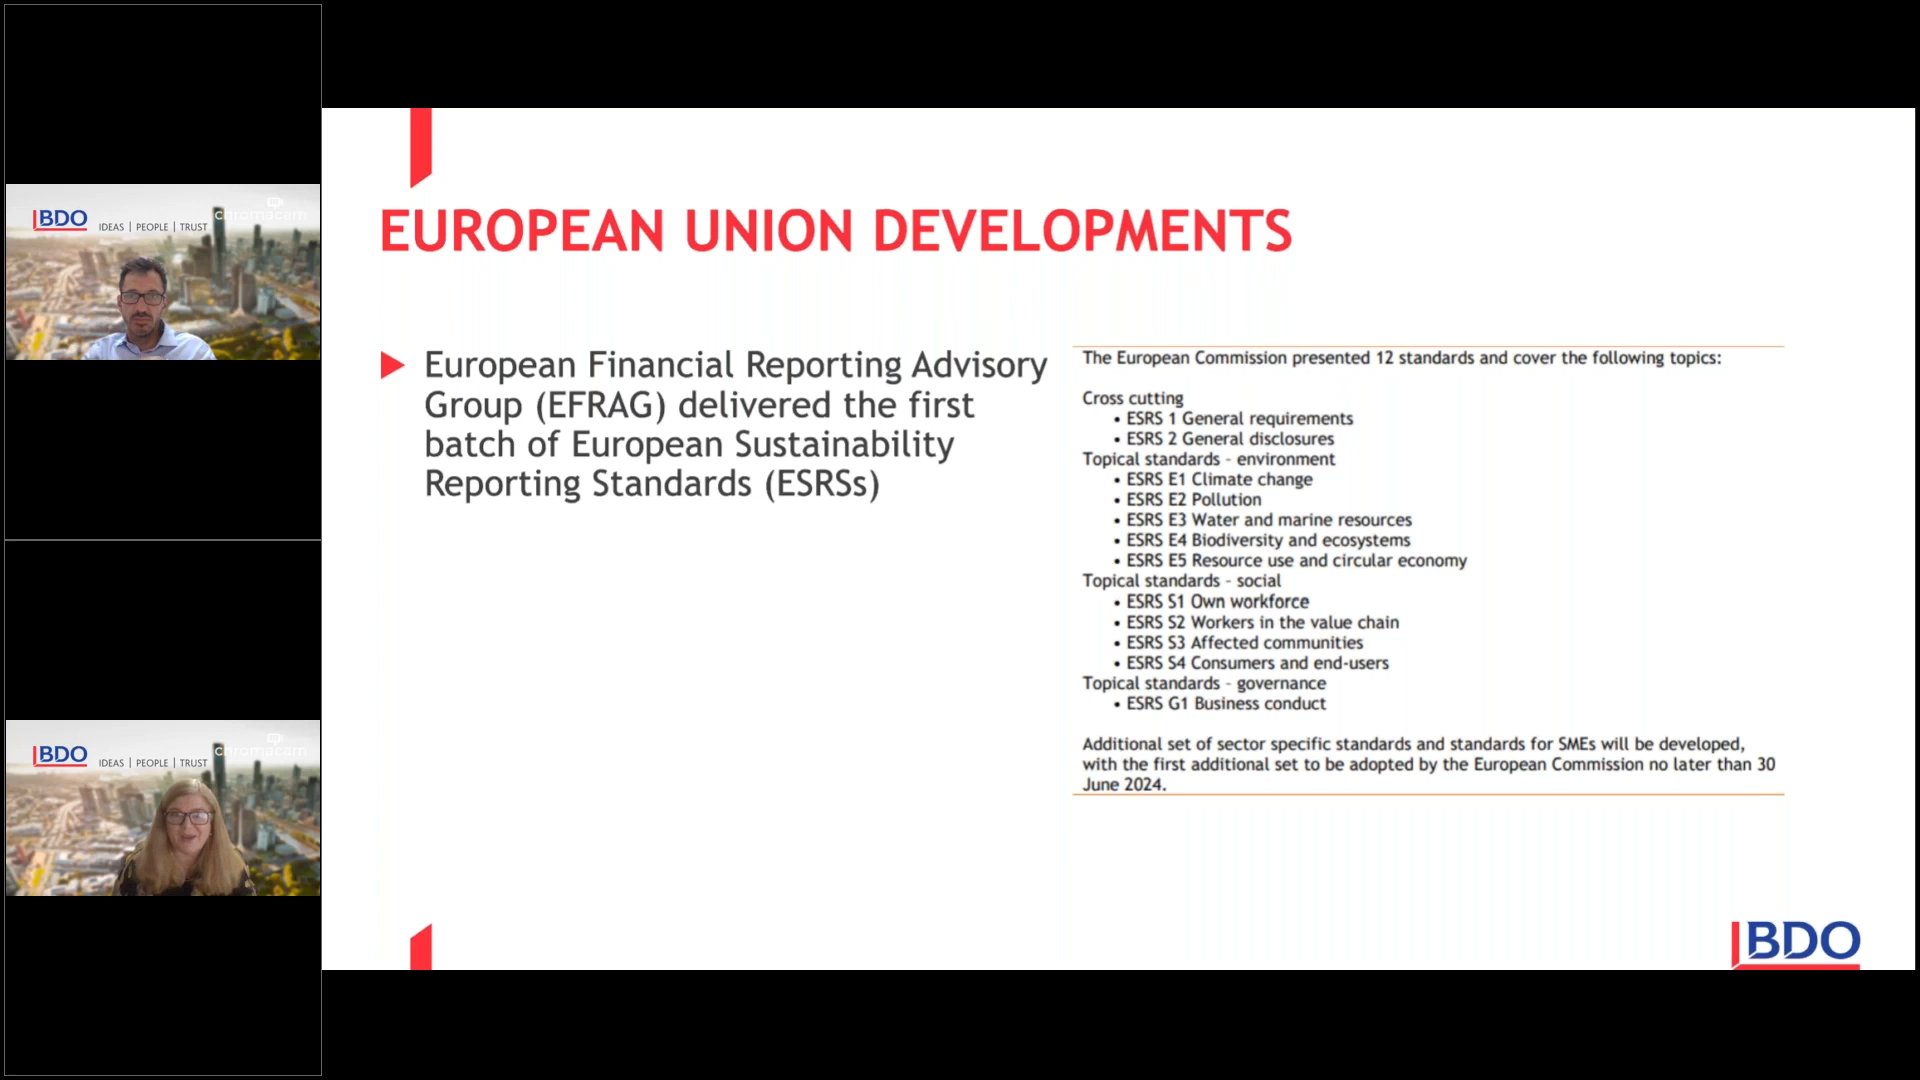 BDO
IDEAS | PEOPLE | TRUST
chromacam
BDO
IDEAS | PEOPLE | TRUST
chromacam
EUROPEAN UNION DEVELOPMENTS
European Financial Reporting Advisory
Group (EFRAG) delivered the first
batch of European Sustainability
Reporting Standards (ESRSs)
The European Commission presented 12 standards and cover the following topics:
Cross cutting
• ESRS 1 General requirements
• ESRS 2 General disclosures
Topical standards - environment
• ESRS E1 Climate change
• ESRS E2 Pollution
• ESRS E3 Water and marine resources
• ESRS E4 Biodiversity and ecosystems
• ESRS E5 Resource use and circular economy
Topical standards - social
• ESRS S1 Own workforce
• ESRS S2 Workers in the value chain
• ESRS S3 Affected communities
• ESRS S4 Consumers and end-users
Topical standards - governance
• ESRS G1 Business conduct
Additional set of sector specific standards and standards for SMEs will be developed,
with the first additional set to be adopted by the European Commission no later than 30
June 2024.
BDO